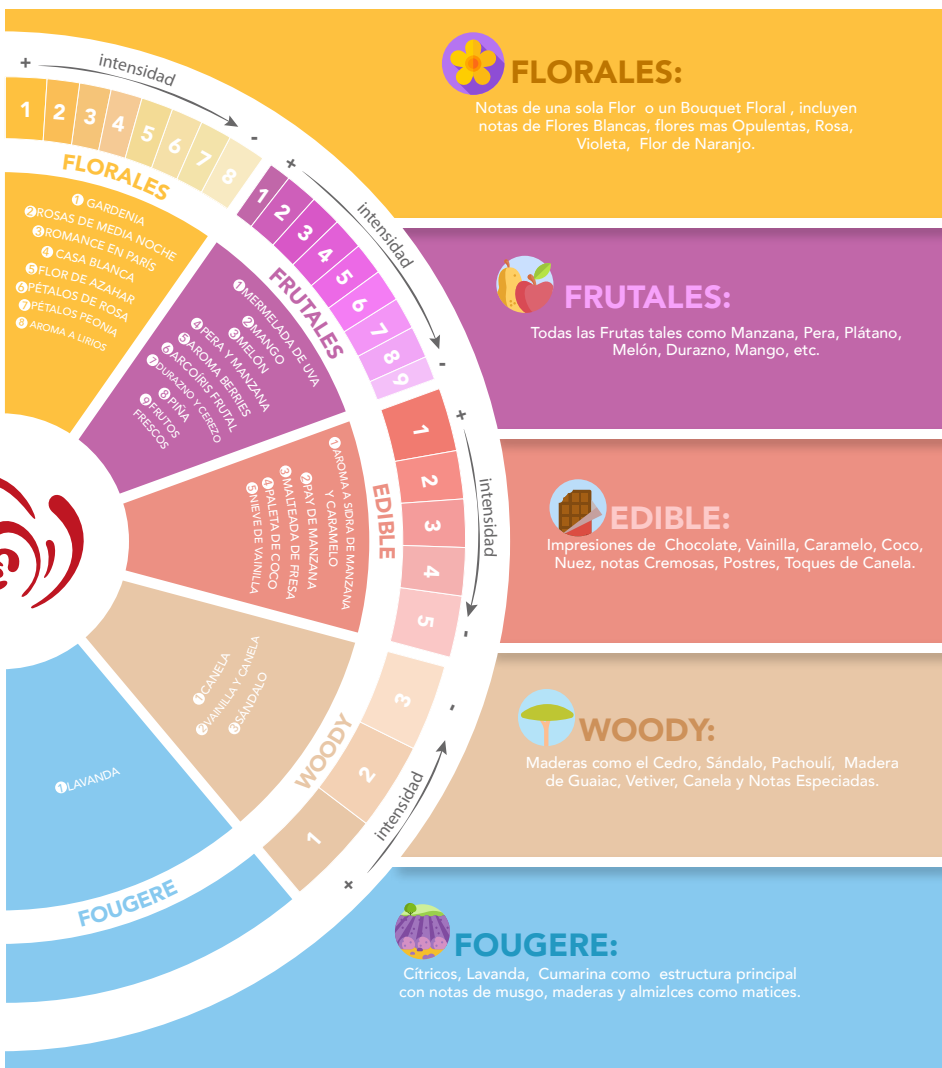 +
intensidad
-
1
2
3
4
5
6
7
8
FLORALES
1 GARDENIA
2 ROSAS DE MEDIA NOCHE
3 ROMANCE EN PARÍS
4 CASA BLANCA
5 FLOR DE AZAHAR
6 PÉTALOS DE ROSA
7 PÉTALOS PEONIA
8 AROMA A LIRIOS
FLORALES:
Notas de una sola Flor o un Bouquet Floral , incluyen
notas de Flores Blancas, flores mas Opulentas, Rosa,
Violeta, Flor de Naranjo.
+
intensidad
-
1
2
3
4
5
6
7
8
9
FRUTALES
1 MERMELADA DE UVA
2 MANGO
3 MELÓN
4 PERA Y MANZANA
5 AROMA BERRIES
6 ARCOÍRIS FRUTAL
7 DURAZNO Y CEREZO
8 PIÑA
9 FRUTOS
FRESCOS
FRUTALES:
Todas las Frutas tales como Manzana, Pera, Plátano,
Melón, Durazno, Mango, etc.
+
intensidad
-
1
2
3
4
5
EDIBLE
1 AROMA A SIDRA DE MANZANA
Y CARAMELO
2 PAY DE MANZANA
3 MALTEADA DE FRESA
4 PALETA DE COCO
5 NIEVE DE VAINILLA
EDIBLE:
Impresiones de Chocolate, Vainilla, Caramelo, Coco,
Nuez, notas Cremosas, Postres, Toques de Canela.
-
intensidad
+
3
2
1
WOODY
1 CANELA
2 VAINILLA Y CANELA
3 SÁNDALO
WOODY:
Maderas como el Cedro, Sándalo, Pachoulí, Madera
de Guaiac, Vetiver, Canela y Notas Especiadas.
1 LAVANDA
FOUGERE
FOUGERE:
Cítricos, Lavanda, Cumarina como estructura principal
con notas de musgo, maderas y almizlces como matices.